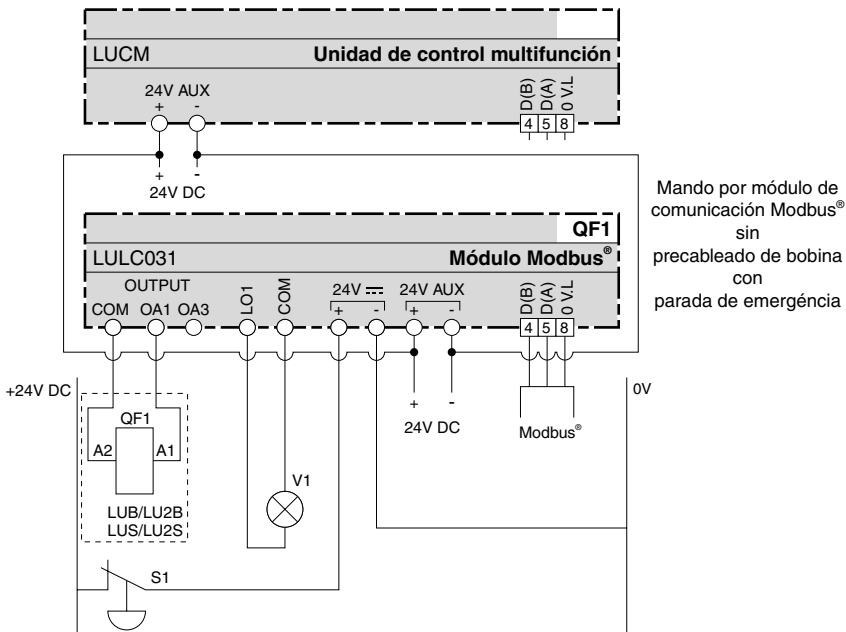 LUCM Unidad de control multifunción
24V AUX
+ -
D(B) D(A) 0 V.L
4 5 8
+ -
24V DC
Mando por módulo de
comunicación Modbus®
sin
precableado de bobina
con
parada de emergéncia
QF1
LULC031 Módulo Modbus®
OUTPUT
COM OA1 OA3
LO1 COM
24V
+ -
24V AUX
+ -
D(B) D(A) 0 V.L
4 5 8
+24V DC
0V
+ -
24V DC
Modbus®
QF1
A2 A1
LUB/LU2B
LUS/LU2S
V1
S1